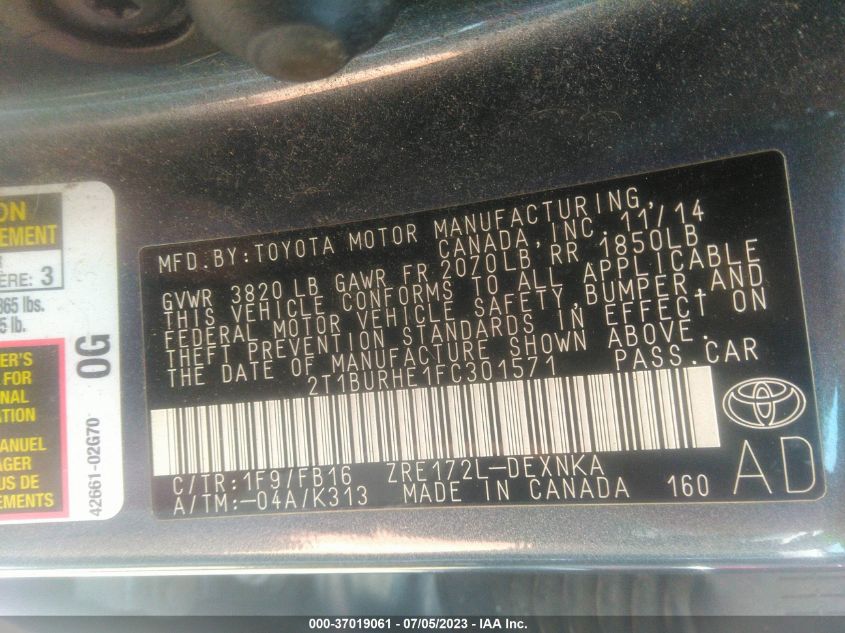 ON
EMENT
R
ERE: 3
865 lbs.
5 lb.
ER'S
FOR
NAL
ATION
MANUEL
AGER
US DE
EMENTS
0G
42661-02G70
MFD.BY:TOYOTA MOTOR MANUFACTURING,
CANADA, INC. 11/14
GVWR 3820 LB GAWR FR 2070LB RR 1850LB
THIS VEHICLE CONFORMS TO ALL APPLICABLE
FEDERAL MOTOR VEHICLE SAFETY, BUMPER, AND
THEFT PREVENTION STANDARDS IN EFFECT ON
THE DATE OF MANUFACTURE SHOWN ABOVE.
2T1BURHE1FC301571 PASS.CAR
C/TR:1F9/FB16 ZRE172L-DEXNKA
A/TM:-04A/K313 MADE IN CANADA 160
AD
000-37019061 - 07/05/2023 - IAA Inc.